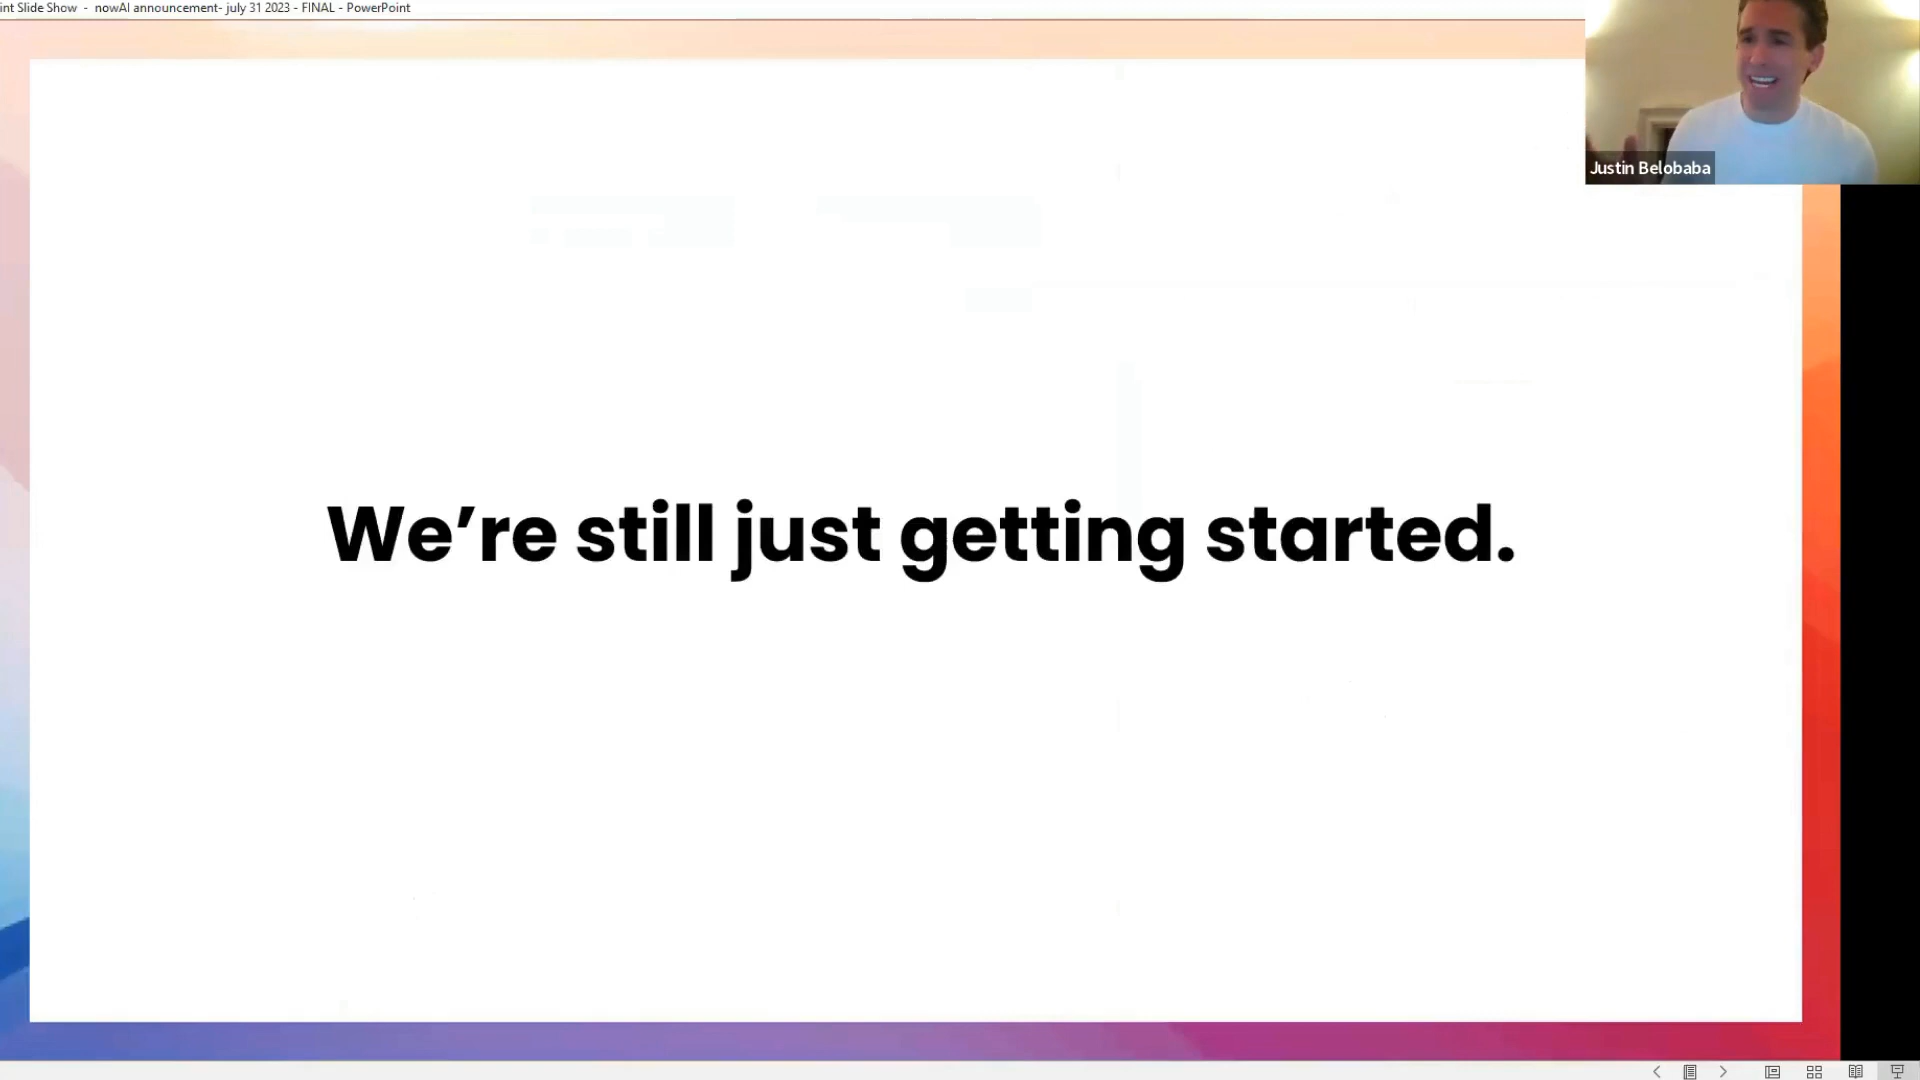 int Slide Show - nowAI announcement- july 31 2023 - FINAL - PowerPoint
Justin Belobaba
We’re still just getting started.